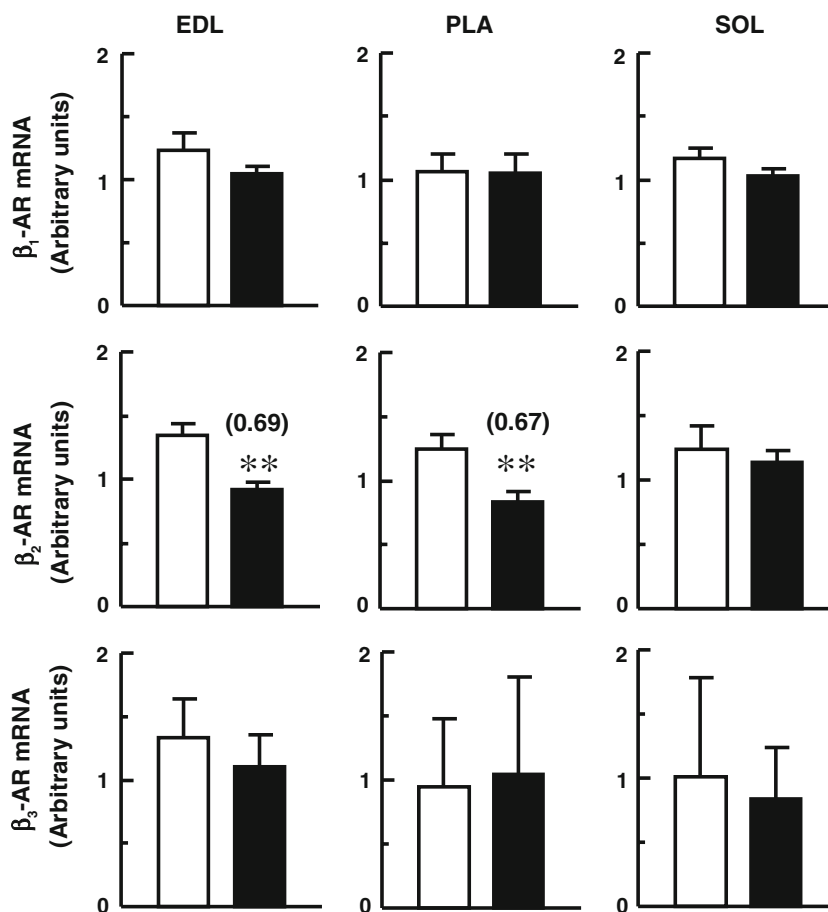 EDL PLA SOL
β₁-AR mRNA
(Arbitrary units)
2 2 2
1 1 1
0 0 0
β₂-AR mRNA
(Arbitrary units)
2 2 2
(0.69) (0.67)
** **
1 1 1
0 0 0
β₃-AR mRNA
(Arbitrary units)
2 2 2
1 1 1
0 0 0